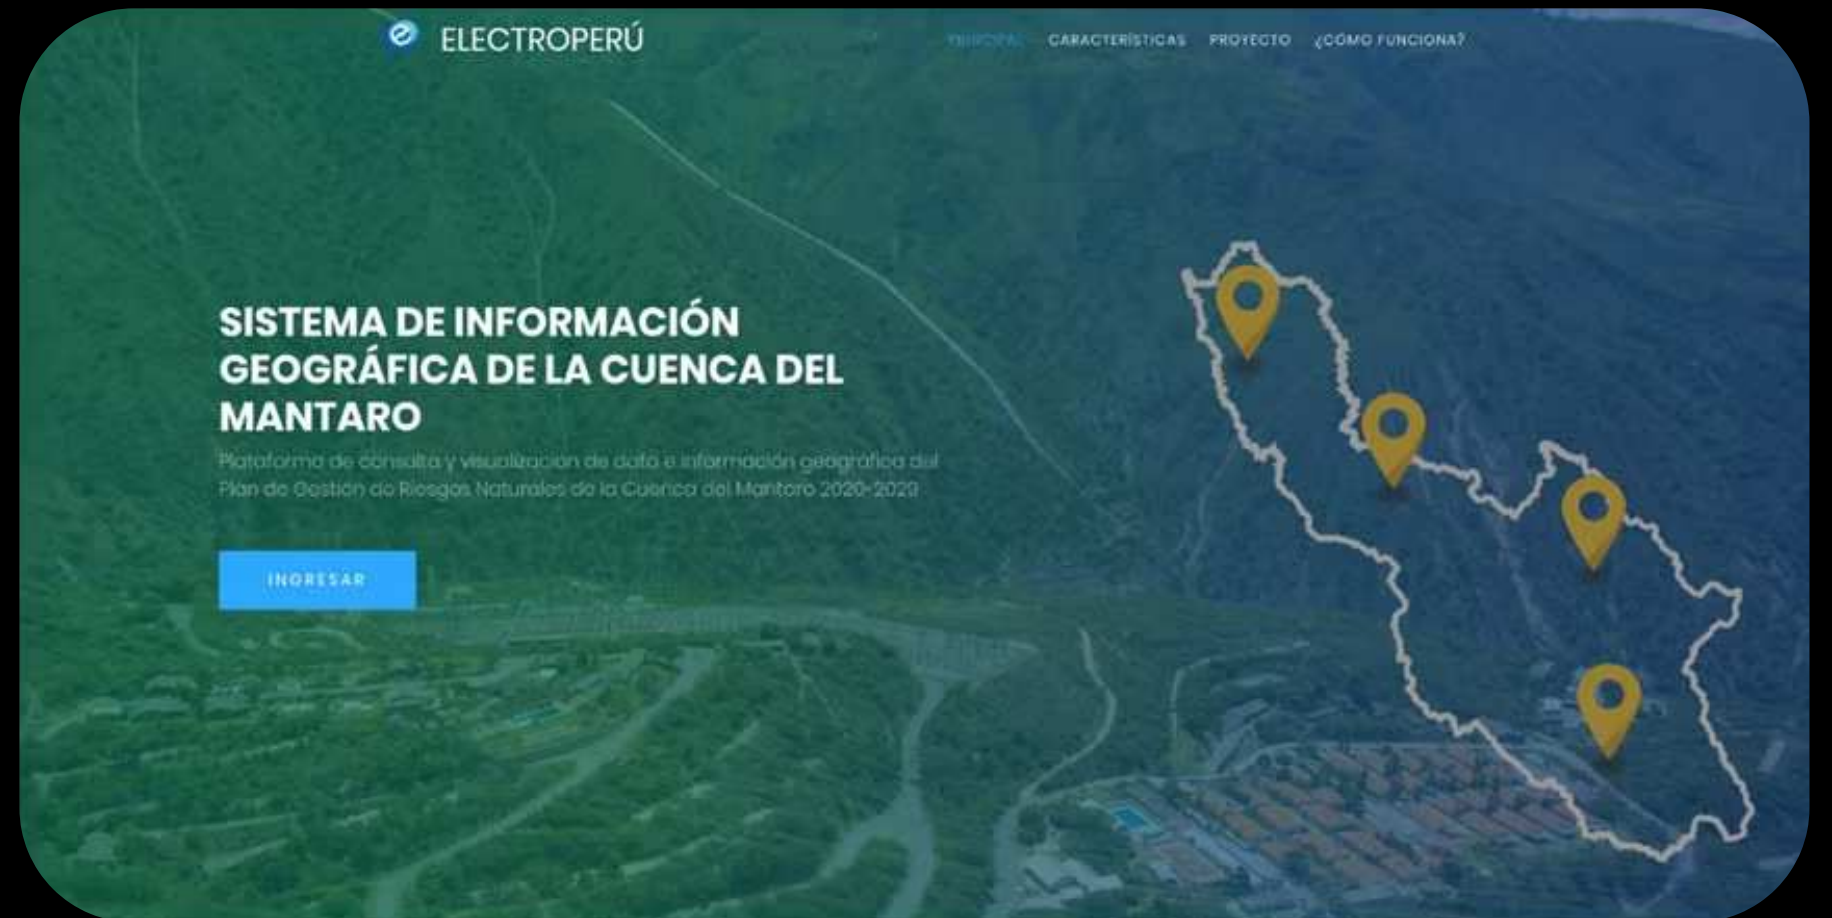 ELECTROPERÚ
PRINCIPAL CARACTERÍSTICAS PROYECTO ¿CÓMO FUNCIONA?
SISTEMA DE INFORMACIÓN
GEOGRÁFICA DE LA CUENCA DEL
MANTARO
Plataforma de consulta y visualización de data e información geográfica del
Plan de Gestión de Riesgos Naturales de la Cuenca del Mantaro 2020-2029
INGRESAR